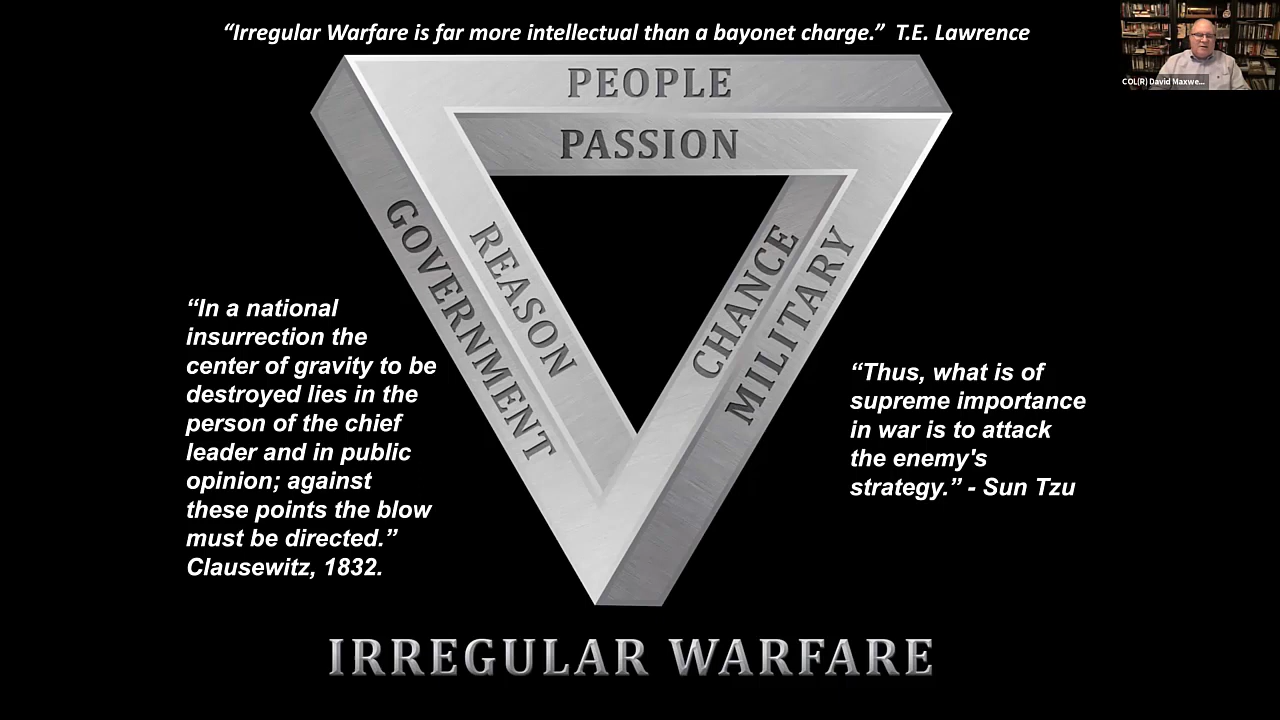 “Irregular Warfare is far more intellectual than a bayonet charge.” T.E. Lawrence
COL(R) David Maxwe...
PEOPLE
PASSION
GOVERNMENT
REASON
CHANCE
MILITARY
“In a national
insurrection the
center of gravity to be
destroyed lies in the
person of the chief
leader and in public
opinion; against
these points the blow
must be directed.”
Clausewitz, 1832.
“Thus, what is of
supreme importance
in war is to attack
the enemy's
strategy.” - Sun Tzu
IRREGULAR WARFARE